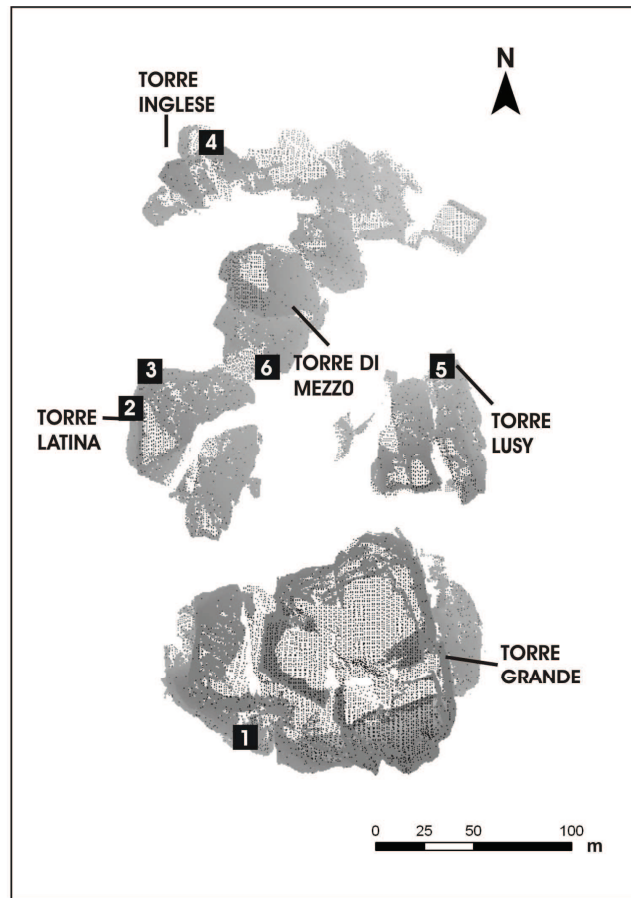 N
TORRE
INGLESE
4
TORRE DI
MEZZO
3
6
5
2
TORRE
LATINA
TORRE
LUSY
TORRE
GRANDE
1
0 25 50 100
m